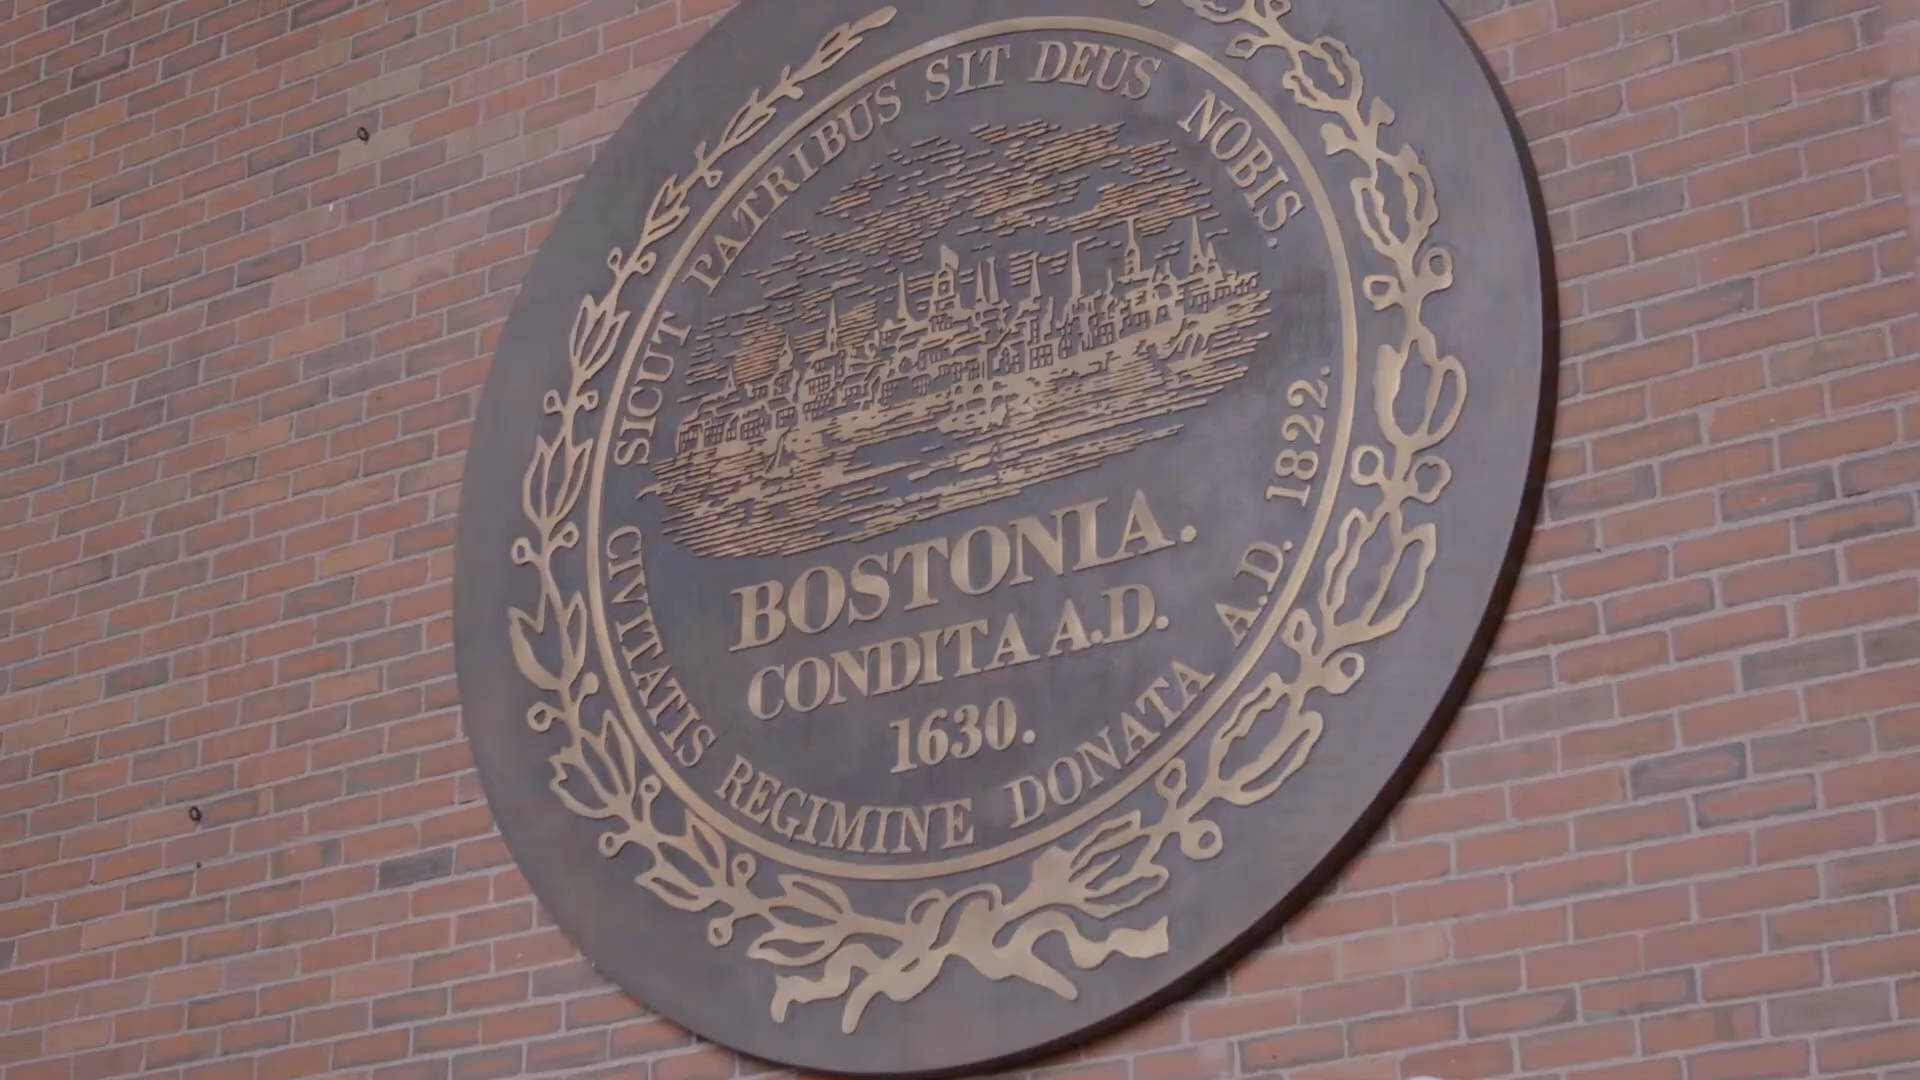 SICUT PATRIBUS SIT DEUS NOBIS.
BOSTONIA.
CONDITA A.D.
1630.
CIVITATIS REGIMINE DONATA A.D. 1822.